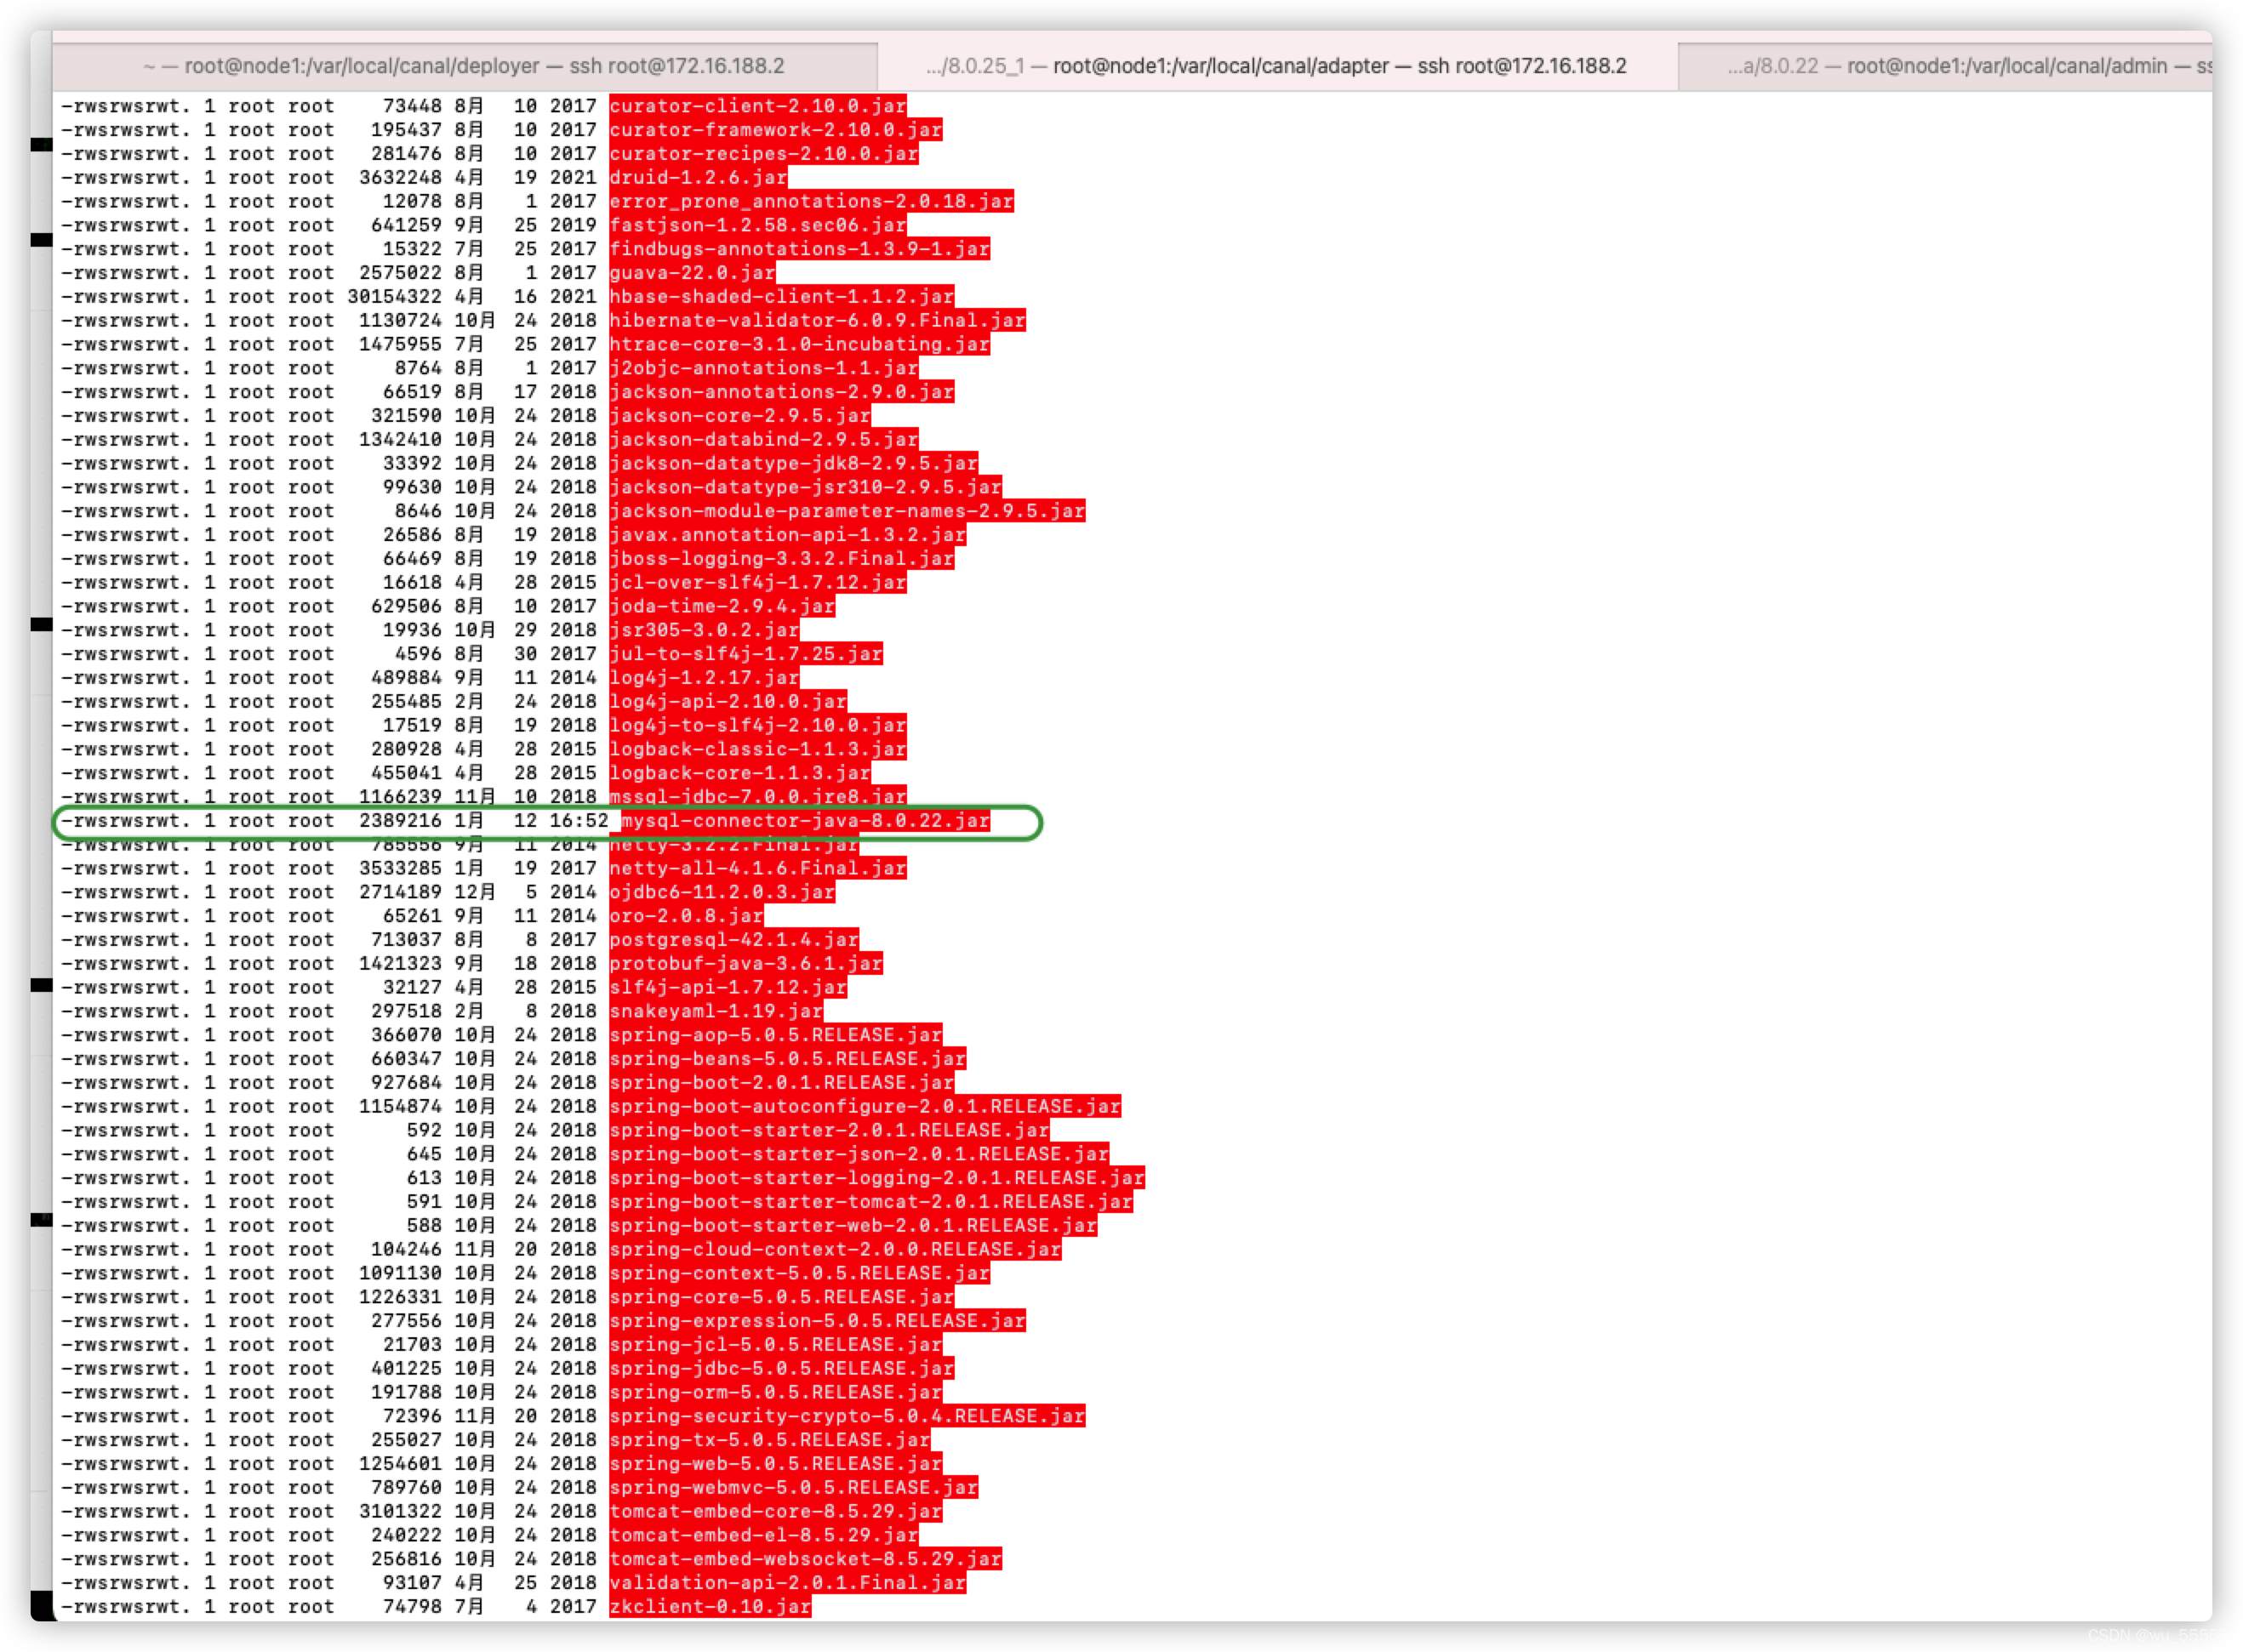 ~ — root@node1:/var/local/canal/deployer — ssh root@172.16.188.2
.../8.0.25_1 — root@node1:/var/local/canal/adapter — ssh root@172.16.188.2
...a/8.0.22 — root@node1:/var/local/canal/admin — ss
-rwsrwsrwt. 1 root root 73448 8月 10 2017 curator-client-2.10.0.jar
-rwsrwsrwt. 1 root root 195437 8月 10 2017 curator-framework-2.10.0.jar
-rwsrwsrwt. 1 root root 281476 8月 10 2017 curator-recipes-2.10.0.jar
-rwsrwsrwt. 1 root root 3632248 4月 19 2021 druid-1.2.6.jar
-rwsrwsrwt. 1 root root 12078 8月 1 2017 error_prone_annotations-2.0.18.jar
-rwsrwsrwt. 1 root root 641259 9月 25 2019 fastjson-1.2.58.sec06.jar
-rwsrwsrwt. 1 root root 15322 7月 25 2017 findbugs-annotations-1.3.9-1.jar
-rwsrwsrwt. 1 root root 2575022 8月 1 2017 guava-22.0.jar
-rwsrwsrwt. 1 root root 30154322 4月 16 2021 hbase-shaded-client-1.1.2.jar
-rwsrwsrwt. 1 root root 1130724 10月 24 2018 hibernate-validator-6.0.9.Final.jar
-rwsrwsrwt. 1 root root 1475955 7月 25 2017 htrace-core-3.1.0-incubating.jar
-rwsrwsrwt. 1 root root 8764 8月 1 2017 j2objc-annotations-1.1.jar
-rwsrwsrwt. 1 root root 66519 8月 17 2018 jackson-annotations-2.9.0.jar
-rwsrwsrwt. 1 root root 321590 10月 24 2018 jackson-core-2.9.5.jar
-rwsrwsrwt. 1 root root 1342410 10月 24 2018 jackson-databind-2.9.5.jar
-rwsrwsrwt. 1 root root 33392 10月 24 2018 jackson-datatype-jdk8-2.9.5.jar
-rwsrwsrwt. 1 root root 99630 10月 24 2018 jackson-datatype-jsr310-2.9.5.jar
-rwsrwsrwt. 1 root root 8646 10月 24 2018 jackson-module-parameter-names-2.9.5.jar
-rwsrwsrwt. 1 root root 26586 8月 19 2018 javax.annotation-api-1.3.2.jar
-rwsrwsrwt. 1 root root 66469 8月 19 2018 jboss-logging-3.3.2.Final.jar
-rwsrwsrwt. 1 root root 16618 4月 28 2015 jcl-over-slf4j-1.7.12.jar
-rwsrwsrwt. 1 root root 629506 8月 10 2017 joda-time-2.9.4.jar
-rwsrwsrwt. 1 root root 19936 10月 29 2018 jsr305-3.0.2.jar
-rwsrwsrwt. 1 root root 4596 8月 30 2017 jul-to-slf4j-1.7.25.jar
-rwsrwsrwt. 1 root root 489884 9月 11 2014 log4j-1.2.17.jar
-rwsrwsrwt. 1 root root 255485 2月 24 2018 log4j-api-2.10.0.jar
-rwsrwsrwt. 1 root root 17519 8月 19 2018 log4j-to-slf4j-2.10.0.jar
-rwsrwsrwt. 1 root root 280928 4月 28 2015 logback-classic-1.1.3.jar
-rwsrwsrwt. 1 root root 455041 4月 28 2015 logback-core-1.1.3.jar
-rwsrwsrwt. 1 root root 1166239 11月 10 2018 mssql-jdbc-7.0.0.jre8.jar
-rwsrwsrwt. 1 root root 2389216 1月 12 16:52 mysql-connector-java-8.0.22.jar
-rwsrwsrwt. 1 root root 785556 9月 11 2014 netty-3.2.2.Final.jar
-rwsrwsrwt. 1 root root 3533285 1月 19 2017 netty-all-4.1.6.Final.jar
-rwsrwsrwt. 1 root root 2714189 12月 5 2014 ojdbc6-11.2.0.3.jar
-rwsrwsrwt. 1 root root 65261 9月 11 2014 oro-2.0.8.jar
-rwsrwsrwt. 1 root root 713037 8月 8 2017 postgresql-42.1.4.jar
-rwsrwsrwt. 1 root root 1421323 9月 18 2018 protobuf-java-3.6.1.jar
-rwsrwsrwt. 1 root root 32127 4月 28 2015 slf4j-api-1.7.12.jar
-rwsrwsrwt. 1 root root 297518 2月 8 2018 snakeyaml-1.19.jar
-rwsrwsrwt. 1 root root 366070 10月 24 2018 spring-aop-5.0.5.RELEASE.jar
-rwsrwsrwt. 1 root root 660347 10月 24 2018 spring-beans-5.0.5.RELEASE.jar
-rwsrwsrwt. 1 root root 927684 10月 24 2018 spring-boot-2.0.1.RELEASE.jar
-rwsrwsrwt. 1 root root 1154874 10月 24 2018 spring-boot-autoconfigure-2.0.1.RELEASE.jar
-rwsrwsrwt. 1 root root 592 10月 24 2018 spring-boot-starter-2.0.1.RELEASE.jar
-rwsrwsrwt. 1 root root 645 10月 24 2018 spring-boot-starter-json-2.0.1.RELEASE.jar
-rwsrwsrwt. 1 root root 613 10月 24 2018 spring-boot-starter-logging-2.0.1.RELEASE.jar
-rwsrwsrwt. 1 root root 591 10月 24 2018 spring-boot-starter-tomcat-2.0.1.RELEASE.jar
-rwsrwsrwt. 1 root root 588 10月 24 2018 spring-boot-starter-web-2.0.1.RELEASE.jar
-rwsrwsrwt. 1 root root 104246 11月 20 2018 spring-cloud-context-2.0.0.RELEASE.jar
-rwsrwsrwt. 1 root root 1091130 10月 24 2018 spring-context-5.0.5.RELEASE.jar
-rwsrwsrwt. 1 root root 1226331 10月 24 2018 spring-core-5.0.5.RELEASE.jar
-rwsrwsrwt. 1 root root 277556 10月 24 2018 spring-expression-5.0.5.RELEASE.jar
-rwsrwsrwt. 1 root root 21703 10月 24 2018 spring-jcl-5.0.5.RELEASE.jar
-rwsrwsrwt. 1 root root 401225 10月 24 2018 spring-jdbc-5.0.5.RELEASE.jar
-rwsrwsrwt. 1 root root 191788 10月 24 2018 spring-orm-5.0.5.RELEASE.jar
-rwsrwsrwt. 1 root root 72396 11月 20 2018 spring-security-crypto-5.0.4.RELEASE.jar
-rwsrwsrwt. 1 root root 255027 10月 24 2018 spring-tx-5.0.5.RELEASE.jar
-rwsrwsrwt. 1 root root 1254601 10月 24 2018 spring-web-5.0.5.RELEASE.jar
-rwsrwsrwt. 1 root root 789760 10月 24 2018 spring-webmvc-5.0.5.RELEASE.jar
-rwsrwsrwt. 1 root root 3101322 10月 24 2018 tomcat-embed-core-8.5.29.jar
-rwsrwsrwt. 1 root root 240222 10月 24 2018 tomcat-embed-el-8.5.29.jar
-rwsrwsrwt. 1 root root 256816 10月 24 2018 tomcat-embed-websocket-8.5.29.jar
-rwsrwsrwt. 1 root root 93107 4月 25 2018 validation-api-2.0.1.Final.jar
-rwsrwsrwt. 1 root root 74798 7月 4 2017 zkclient-0.10.jar